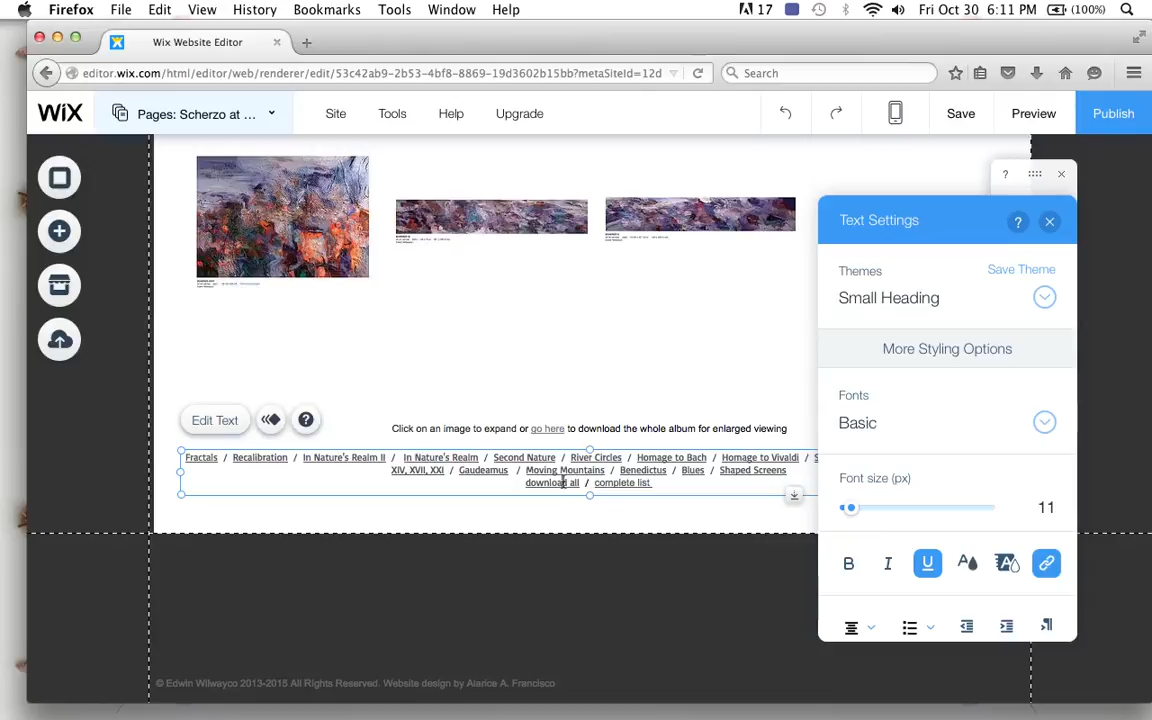 Firefox File Edit View History Bookmarks Tools Window Help 17 Fri Oct 30 6:11 PM (100%)
Wix Website Editor
editor.wix.com/html/editor/web/renderer/edit/53c42ab9-2b53-4bf8-8869-19d3602b15bb?metaSiteId=12d Search
WiX Pages: Scherzo at ... Site Tools Help Upgrade Save Preview Publish
?
Text Settings ?
Themes Save Theme
Small Heading
More Styling Options
Fonts
Basic
Font size (px)
11
B I U A A
Edit Text ?
Click on an image to expand or go here to download the whole album for enlarged viewing
Fractals / Recalibration / In Nature's Realm II / In Nature's Realm / Second Nature / River Circles / Homage to Bach / Homage to Vivaldi / S
XIV, XVII, XXI / Gaudeamus / Moving Mountains / Benedictus / Blues / Shaped Screens
download all / complete list
© Edwin Wilwayco 2013-2015 All Rights Reserved. Website design by Alarice A. Francisco